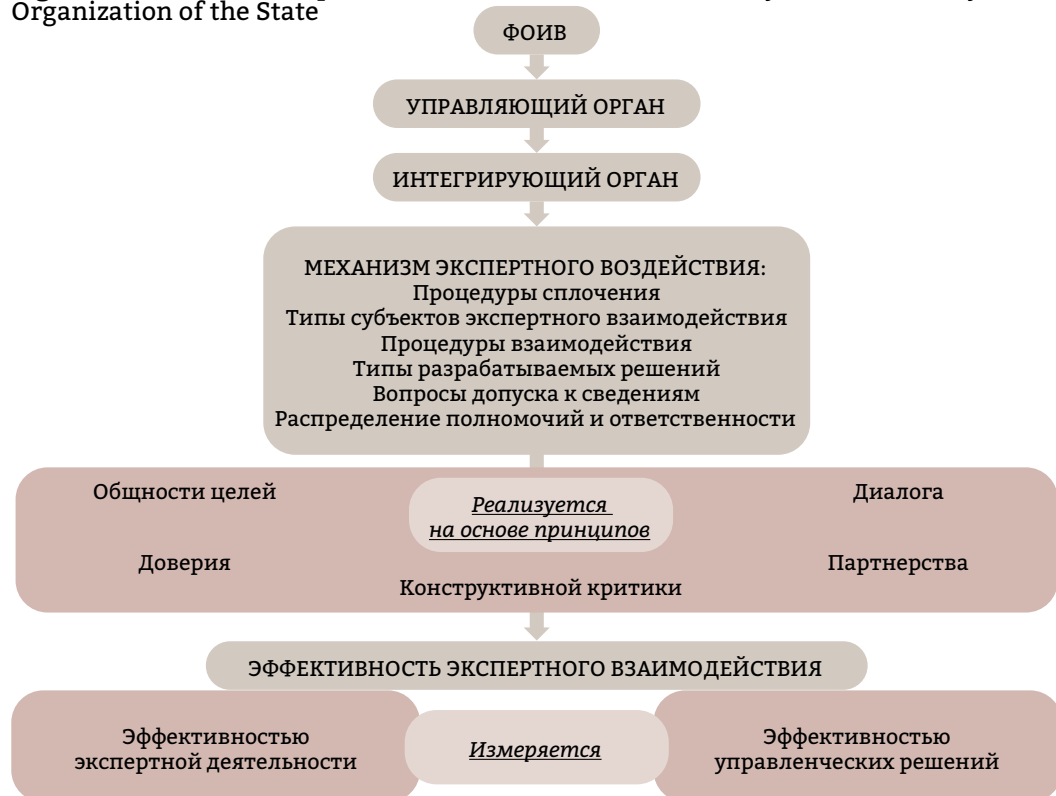 Organization of the State
ФОИВ
УПРАВЛЯЮЩИЙ ОРГАН
ИНТЕГРИРУЮЩИЙ ОРГАН
МЕХАНИЗМ ЭКСПЕРТНОГО ВОЗДЕЙСТВИЯ:
Процедуры сплочения
Типы субъектов экспертного взаимодействия
Процедуры взаимодействия
Типы разрабатываемых решений
Вопросы допуска к сведениям
Распределение полномочий и ответственности
Общности целей
Реализуется
на основе принципов
Диалога
Доверия
Партнерства
Конструктивной критики
ЭФФЕКТИВНОСТЬ ЭКСПЕРТНОГО ВЗАИМОДЕЙСТВИЯ
Эффективностью
экспертной деятельности
Измеряется
Эффективностью
управленческих решений